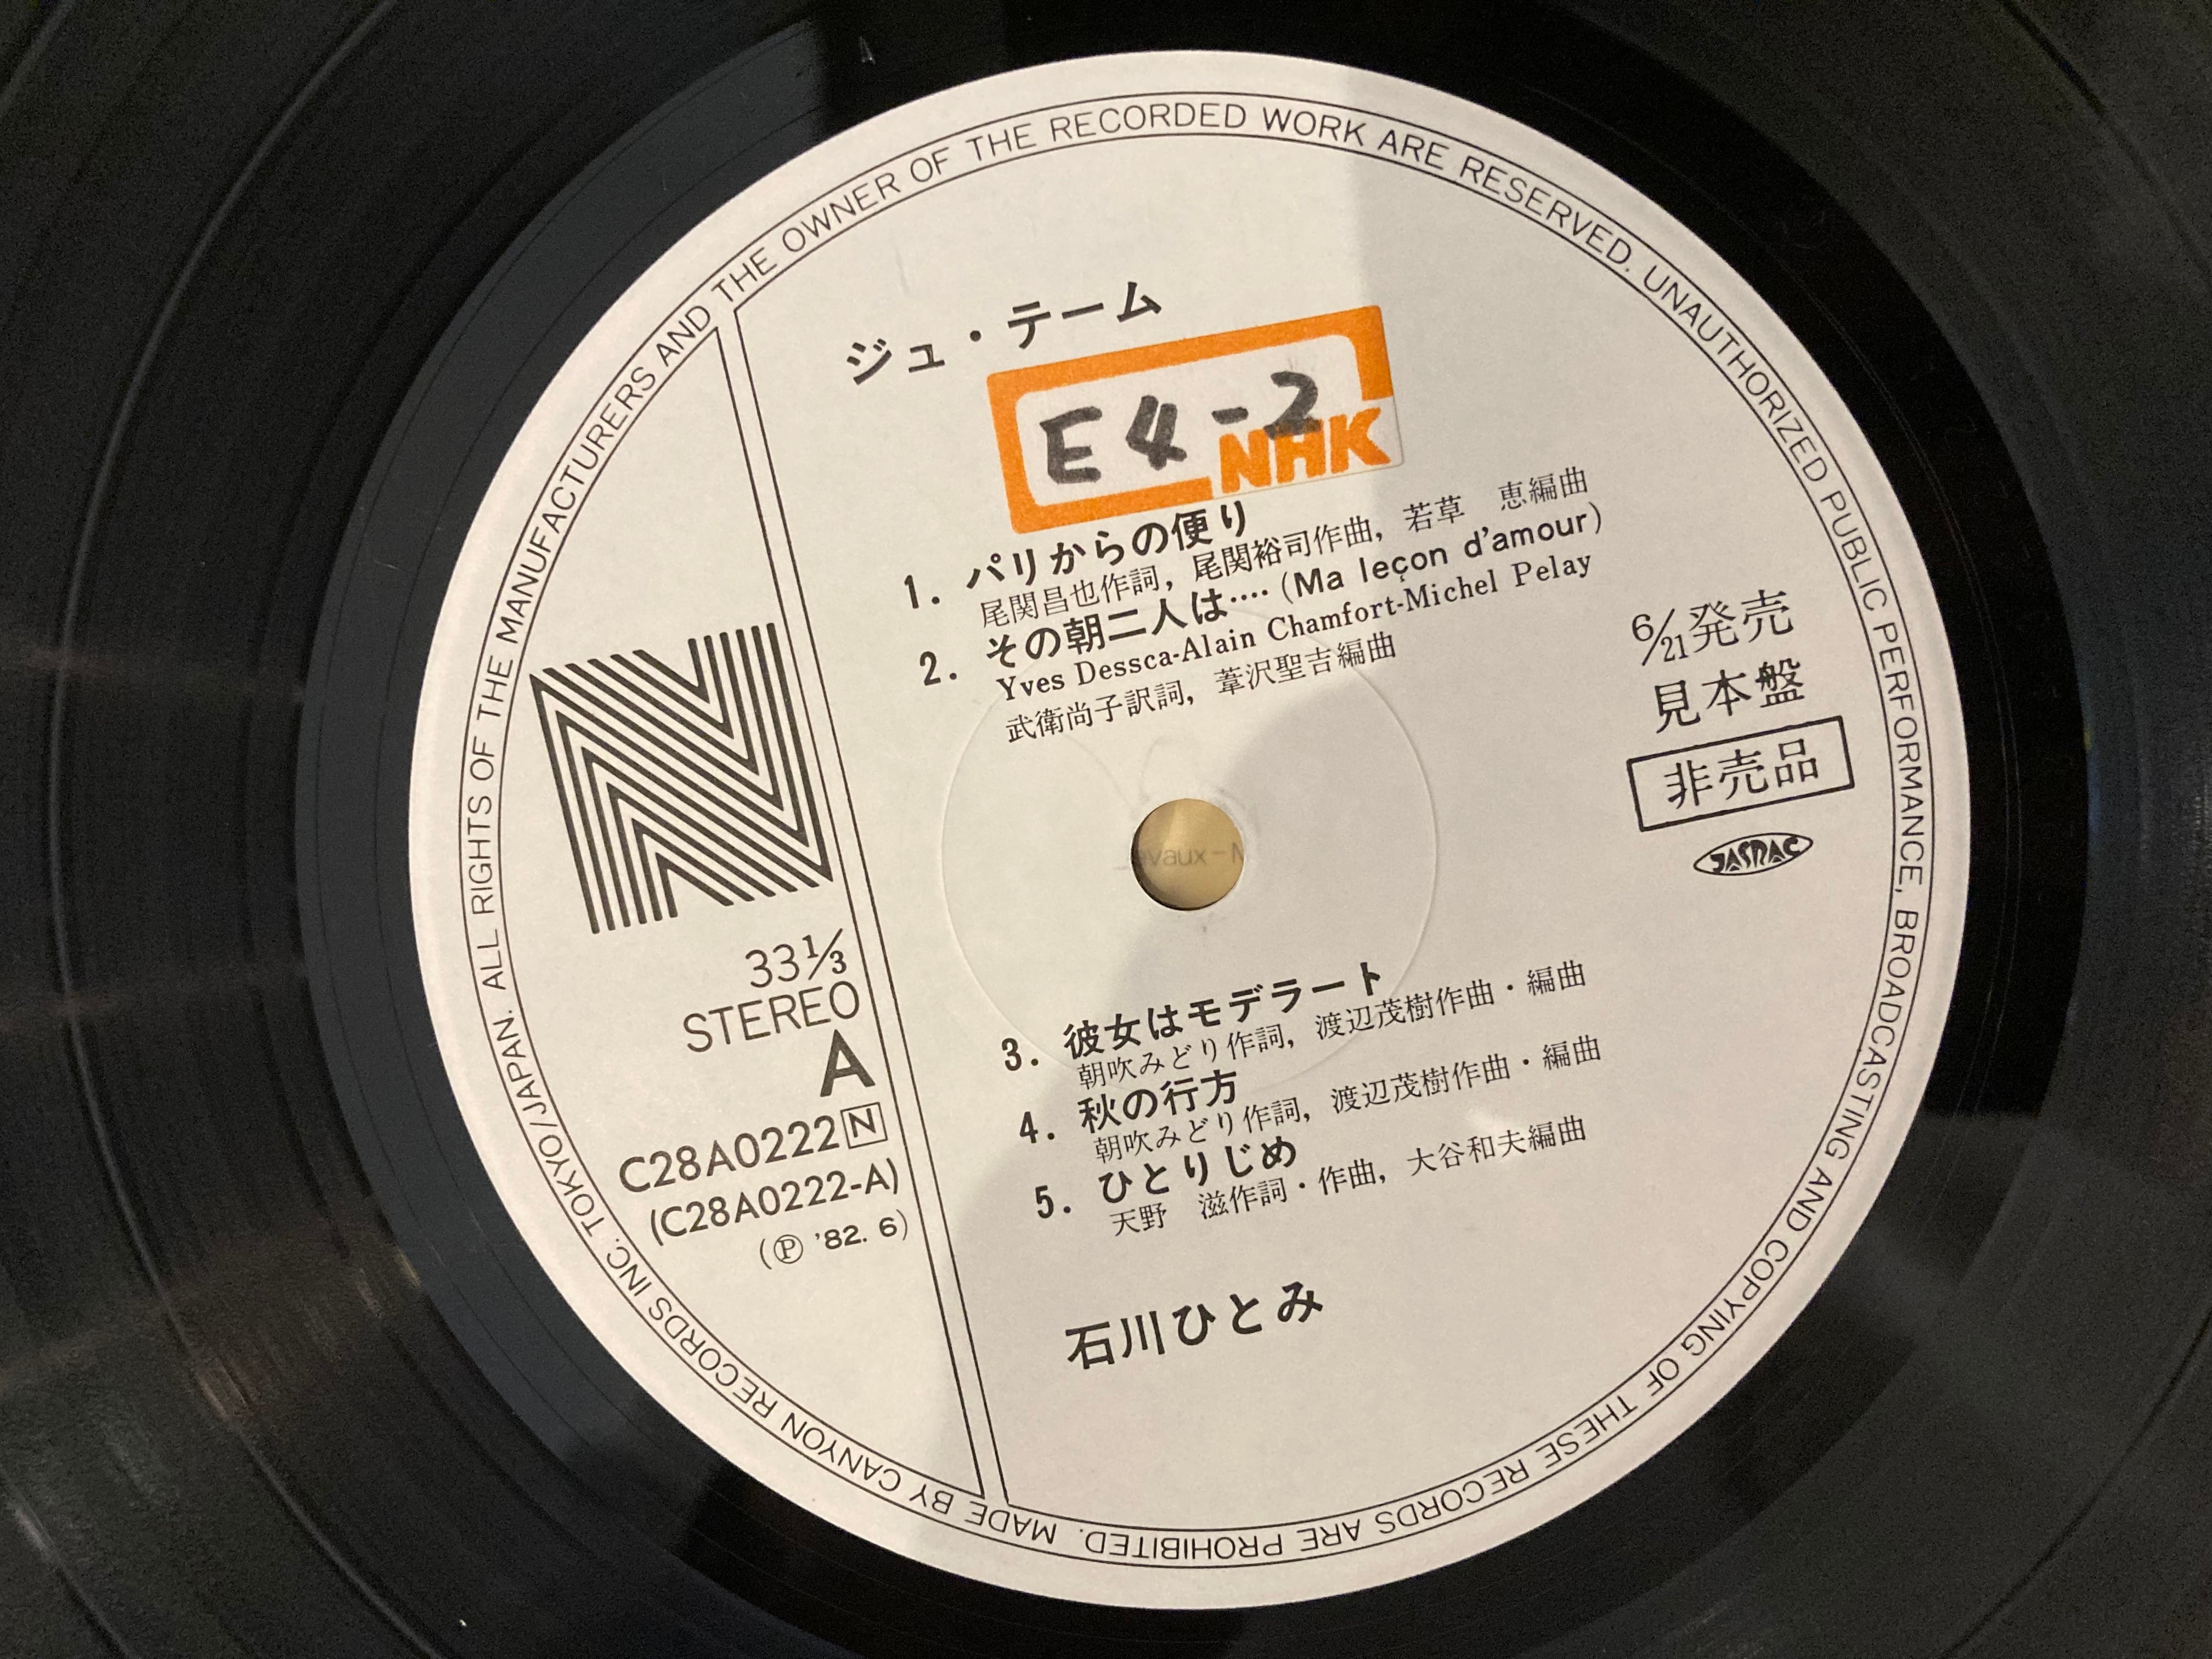 ALL RIGHTS OF THE MANUFACTURERS AND THE OWNER OF THE RECORDED WORK ARE RESERVED. UNAUTHORIZED PUBLIC PERFORMANCE, BROADCASTING AND COPYING OF THESE RECORDS ARE PROHIBITED. MADE BY CANYON RECORDS INC. TOKYO/JAPAN.
ジュ・テーム
E4-2
NHK
1. パリからの便り
尾関昌也作詞, 尾関裕司作曲, 若草 恵編曲
2. その朝二人は‥‥(Ma leçon d'amour)
Yves Dessca-Alain Chamfort-Michel Pelay
武衛尚子訳詞, 葦沢聖吉編曲
6/21発売
見本盤
非売品
JASRAC
N
33⅓
STEREO
A
C28A0222 N
(C28A0222-A)
(Ⓟ '82. 6)
3. 彼女はモデラート
朝吹みどり作詞, 渡辺茂樹作曲・編曲
4. 秋の行方
朝吹みどり作詞, 渡辺茂樹作曲・編曲
5. ひとりじめ
天野 滋作詞・作曲, 大谷和夫編曲
石川ひとみ